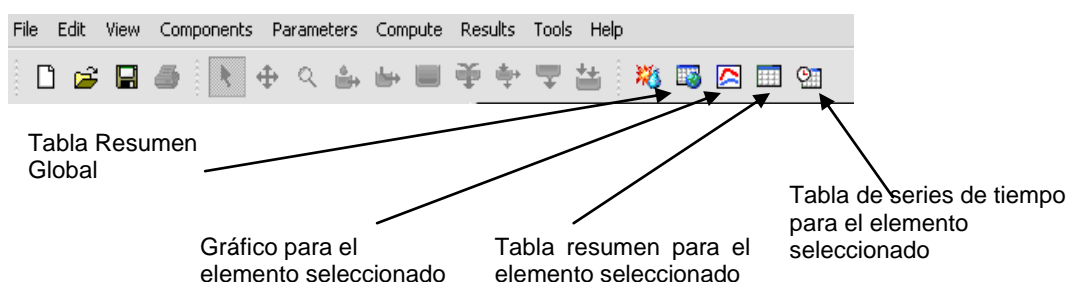 File Edit View Components Parameters Compute Results Tools Help
Tabla Resumen
Global
Gráfico para el
elemento seleccionado
Tabla resumen para el
elemento seleccionado
Tabla de series de tiempo
para el elemento
seleccionado